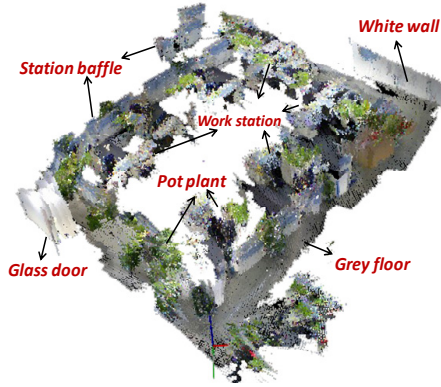 White wall
Station baffle
Work station
Pot plant
Glass door
Grey floor